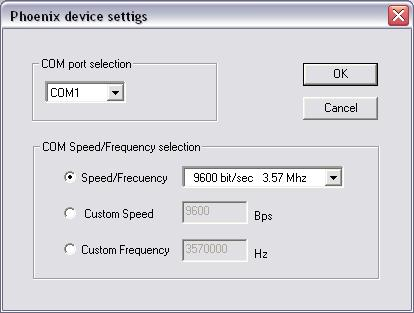 Phoenix device settigs
COM port selection
COM1
OK
Cancel
COM Speed/Frequency selection
Speed/Frecuency 9600 bit/sec 3.57 Mhz
Custom Speed 9600 Bps
Custom Frequency 3570000 Hz